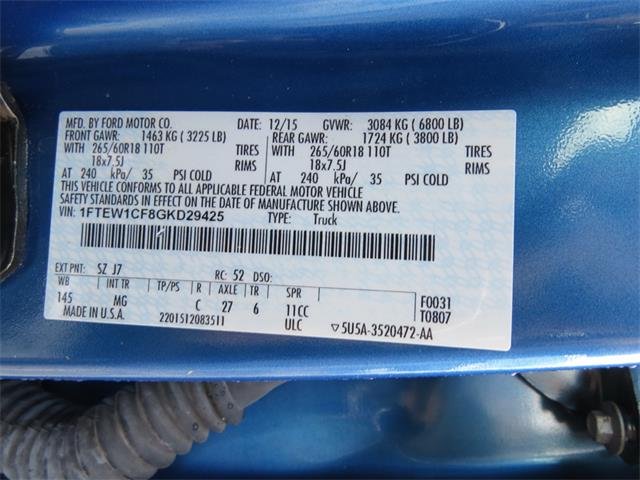 MFD. BY FORD MOTOR CO. DATE: 12/15 GVWR: 3084 KG ( 6800 LB)
FRONT GAWR: 1463 KG ( 3225 LB) REAR GAWR: 1724 KG ( 3800 LB)
WITH 265/60R18 110T TIRES WITH 265/60R18 110T TIRES
18x7.5J RIMS 18x7.5J RIMS
AT 240 kPa/ 35 PSI COLD AT 240 kPa/ 35 PSI COLD
THIS VEHICLE CONFORMS TO ALL APPLICABLE FEDERAL MOTOR VEHICLE
SAFETY STANDARDS IN EFFECT ON THE DATE OF MANUFACTURE SHOWN ABOVE.
VIN: 1FTEW1CF8GKD29425 TYPE: Truck
EXT PNT: SZ J7 RC: 52 DSO:
WB INT TR TP/PS R AXLE TR SPR
145 MG C 27 6 11CC F0031
MADE IN U.S.A. 2201512083511 ULC T0807
▽5U5A-3520472-AA